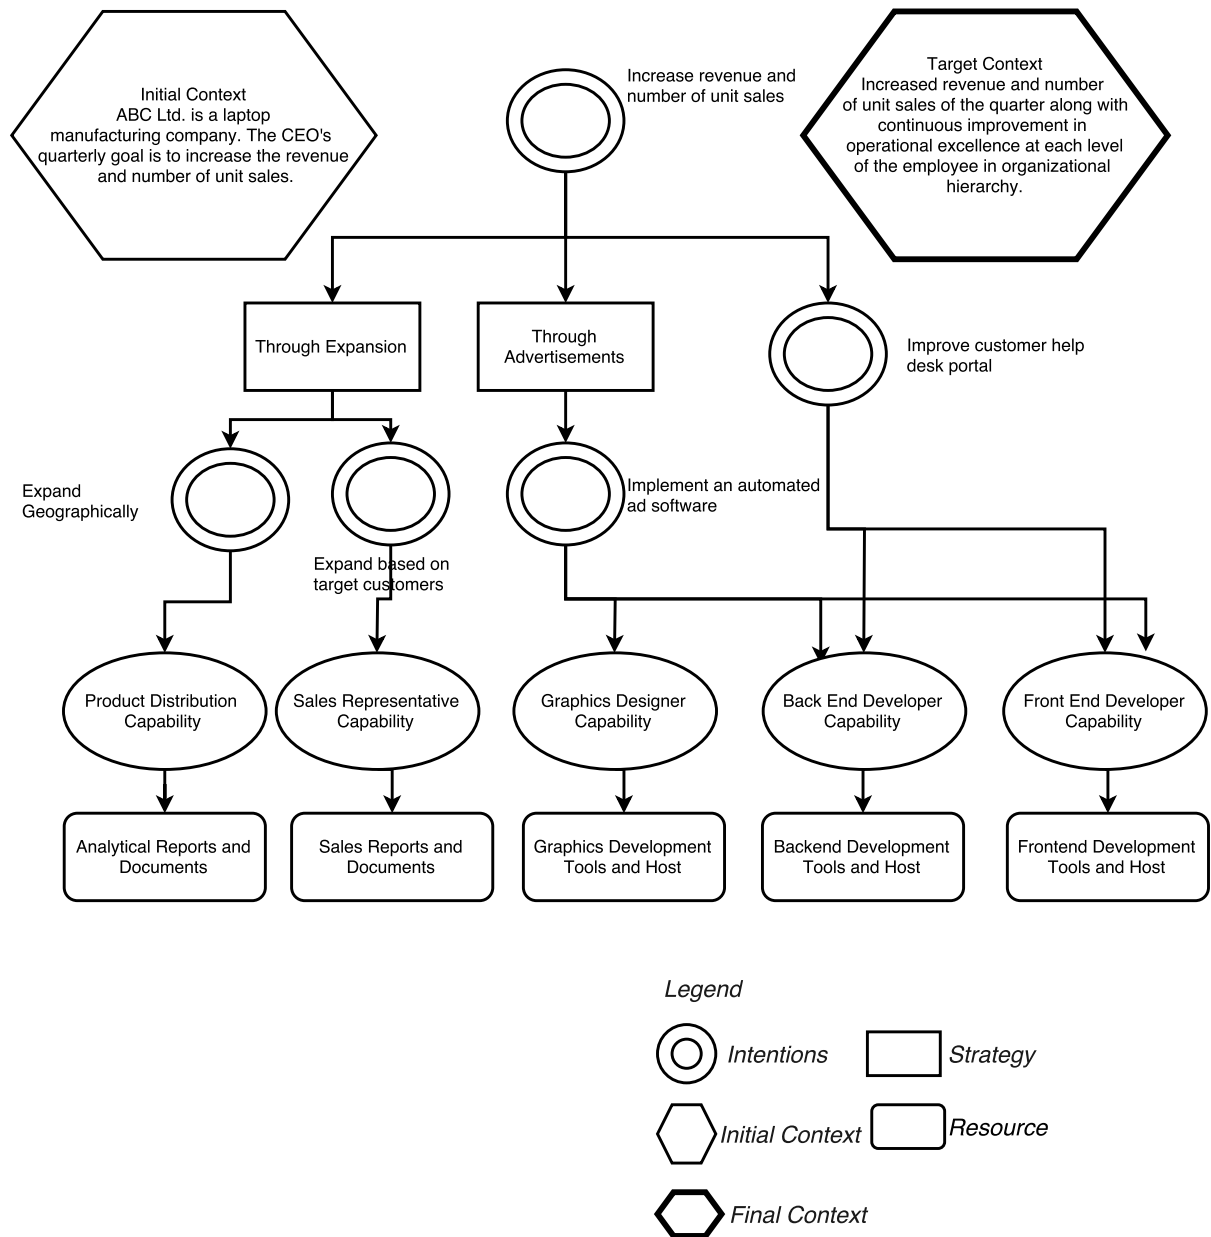 Initial Context
ABC Ltd. is a laptop
manufacturing company. The CEO's
quarterly goal is to increase the revenue
and number of unit sales.
Increase revenue and
number of unit sales
Target Context
Increased revenue and number
of unit sales of the quarter along with
continuous improvement in
operational excellence at each level
of the employee in organizational
hierarchy.
Through Expansion
Through
Advertisements
Improve customer help
desk portal
Expand
Geographically
Expand based on
target customers
Implement an automated
ad software
Product Distribution
Capability
Sales Representative
Capability
Graphics Designer
Capability
Back End Developer
Capability
Front End Developer
Capability
Analytical Reports and
Documents
Sales Reports and
Documents
Graphics Development
Tools and Host
Backend Development
Tools and Host
Frontend Development
Tools and Host
Legend
Intentions
Strategy
Initial Context
Resource
Final Context